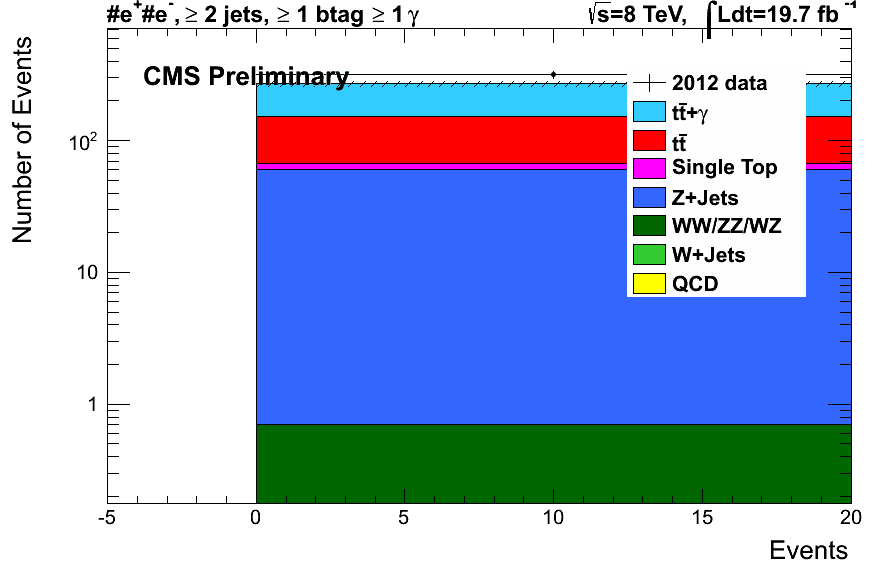 #e⁺#e⁻, ≥ 2 jets, ≥ 1 btag ≥ 1 γ
√s=8 TeV, ∫Ldt=19.7 fb⁻¹
CMS Preliminary
2012 data
tt̄+γ
tt̄
Single Top
Z+Jets
WW/ZZ/WZ
W+Jets
QCD
Number of Events
10²
10
1
-5 0 5 10 15 20
Events